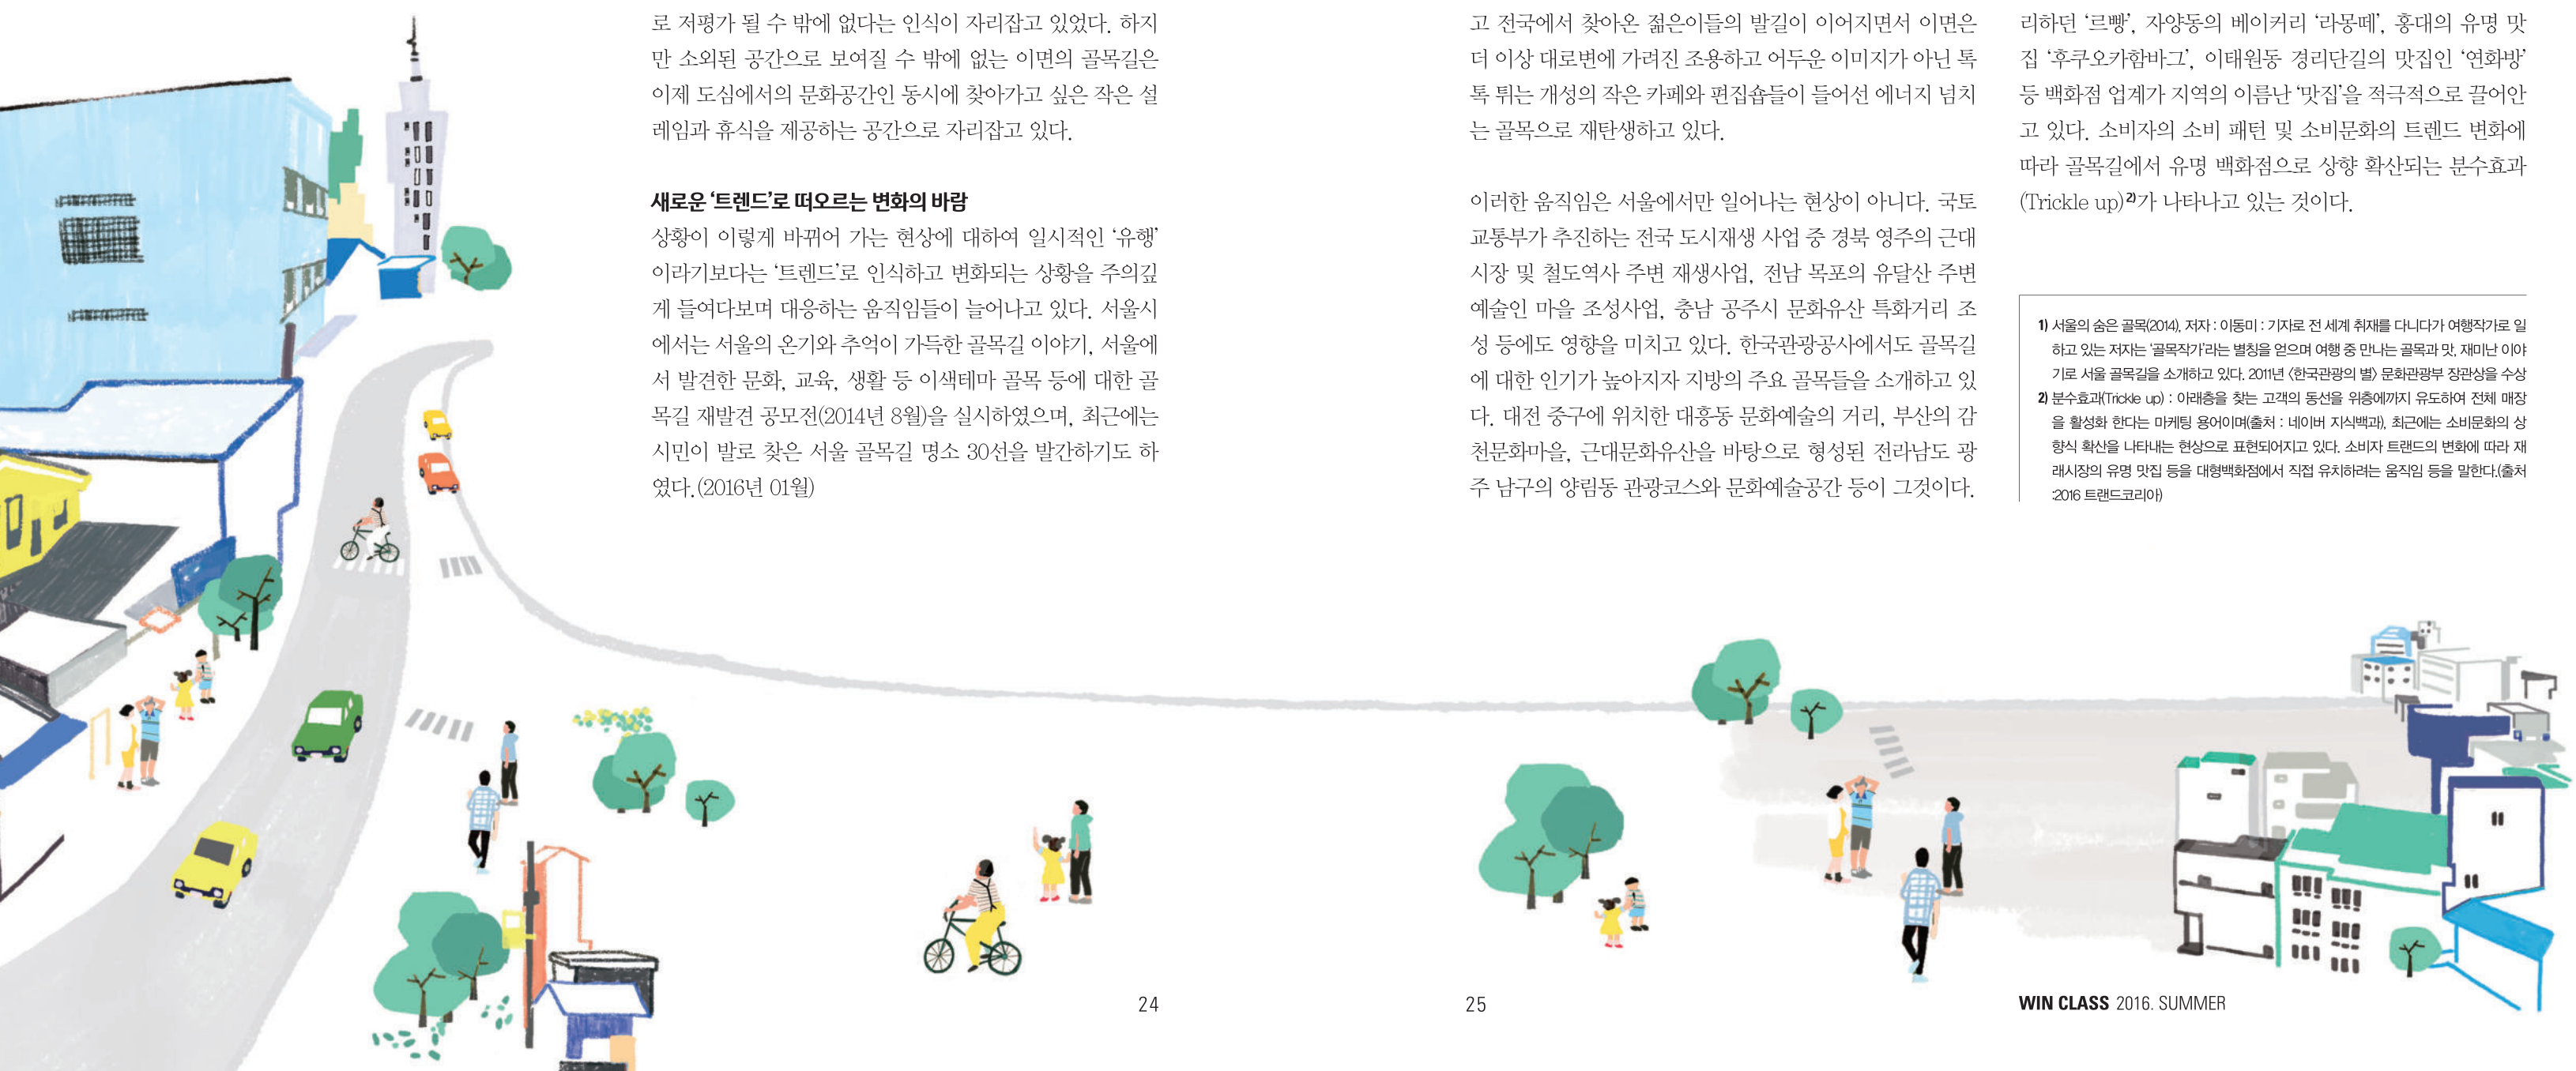 로 저평가 될 수 밖에 없다는 인식이 자리잡고 있었다. 하지
만 소외된 공간으로 보여질 수 밖에 없는 이면의 골목길은
이제 도심에서의 문화공간인 동시에 찾아가고 싶은 작은 설
레임과 휴식을 제공하는 공간으로 자리잡고 있다.
새로운 ‘트렌드’로 떠오르는 변화의 바람
상황이 이렇게 바뀌어 가는 현상에 대하여 일시적인 ‘유행’
이라기보다는 ‘트렌드’로 인식하고 변화되는 상황을 주의깊
게 들여다보며 대응하는 움직임들이 늘어나고 있다. 서울시
에서는 서울의 온기와 추억이 가득한 골목길 이야기, 서울에
서 발견한 문화, 교육, 생활 등 이색테마 골목 등에 대한 골
목길 재발견 공모전(2014년 8월)을 실시하였으며, 최근에는
시민이 발로 찾은 서울 골목길 명소 30선을 발간하기도 하
였다.(2016년 01월)
24
고 전국에서 찾아온 젊은이들의 발길이 이어지면서 이면은
더 이상 대로변에 가려진 조용하고 어두운 이미지가 아닌 톡
톡 튀는 개성의 작은 카페와 편집숍들이 들어선 에너지 넘치
는 골목으로 재탄생하고 있다.
이러한 움직임은 서울에서만 일어나는 현상이 아니다. 국토
교통부가 추진하는 전국 도시재생 사업 중 경북 영주의 근대
시장 및 철도역사 주변 재생사업, 전남 목포의 유달산 주변
예술인 마을 조성사업, 충남 공주시 문화유산 특화거리 조
성 등에도 영향을 미치고 있다. 한국관광공사에서도 골목길
에 대한 인기가 높아지자 지방의 주요 골목들을 소개하고 있
다. 대전 중구에 위치한 대흥동 문화예술의 거리, 부산의 감
천문화마을, 근대문화유산을 바탕으로 형성된 전라남도 광
주 남구의 양림동 관광코스와 문화예술공간 등이 그것이다.
25
리하던 ‘르빵’, 자양동의 베이커리 ‘라몽떼’, 홍대의 유명 맛
집 ‘후쿠오카함바그’, 이태원동 경리단길의 맛집인 ‘연화방’
등 백화점 업계가 지역의 이름난 ‘맛집’을 적극적으로 끌어안
고 있다. 소비자의 소비 패턴 및 소비문화의 트렌드 변화에
따라 골목길에서 유명 백화점으로 상향 확산되는 분수효과
(Trickle up)2)가 나타나고 있는 것이다.
1) 서울의 숨은 골목(2014), 저자 : 이동미 : 기자로 전 세계 취재를 다니다가 여행작가로 일
하고 있는 저자는 ‘골목작가’라는 별칭을 얻으며 여행 중 만나는 골목과 맛, 재미난 이야
기로 서울 골목길을 소개하고 있다. 2011년 〈한국관광의 별〉 문화관광부 장관상을 수상
2) 분수효과(Trickle up) : 아래층을 찾는 고객의 동선을 위층에까지 유도하여 전체 매장
을 활성화 한다는 마케팅 용어이며(출처 : 네이버 지식백과), 최근에는 소비문화의 상
향식 확산을 나타내는 현상으로 표현되어지고 있다. 소비자 트랜드의 변화에 따라 재
래시장의 유명 맛집 등을 대형백화점에서 직접 유치하려는 움직임 등을 말한다.(출처
:2016 트랜드코리아)
WIN CLASS 2016. SUMMER